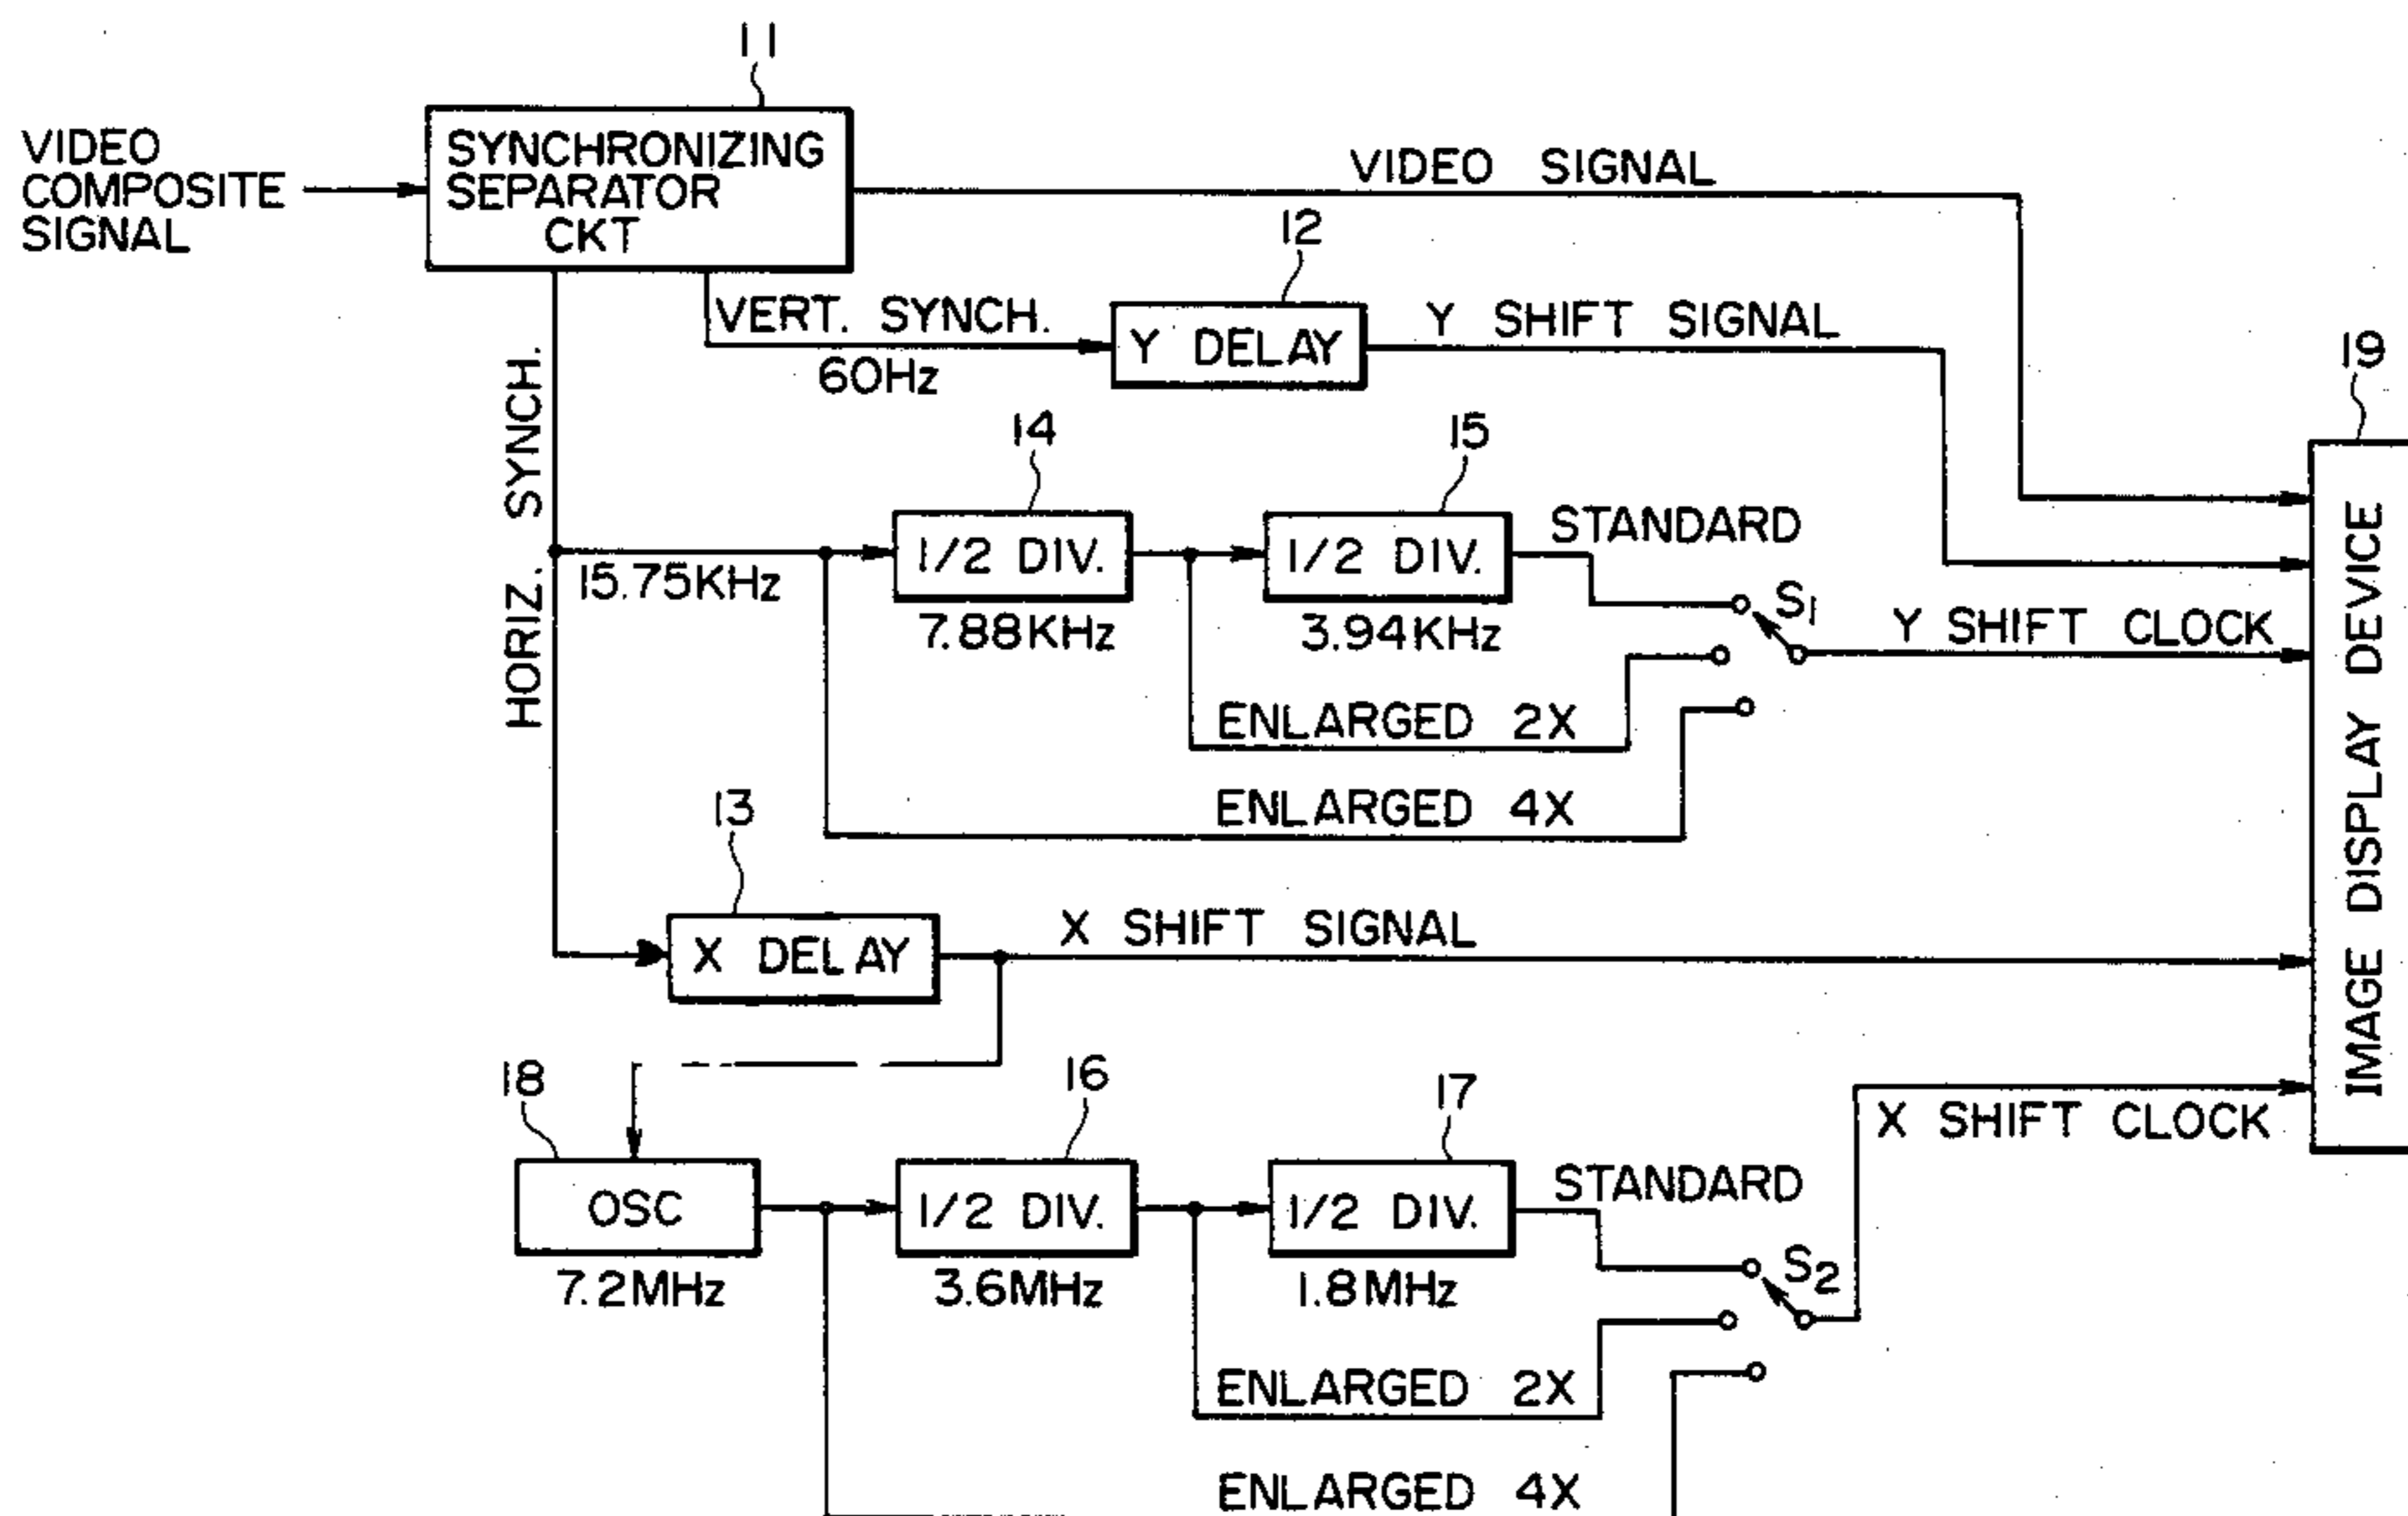 11
VIDEO
COMPOSITE
SIGNAL
SYNCHRONIZING
SEPARATOR
CKT
VIDEO SIGNAL
12
VERT. SYNCH.
60Hz
Y DELAY
Y SHIFT SIGNAL
19
HORIZ. SYNCH.
14
15
15.75KHz
1/2 DIV.
7.88KHz
1/2 DIV.
3.94KHz
STANDARD
S1
Y SHIFT CLOCK
ENLARGED 2X
ENLARGED 4X
IMAGE DISPLAY DEVICE
13
X DELAY
X SHIFT SIGNAL
18
16
17
X SHIFT CLOCK
OSC
7.2MHz
1/2 DIV.
3.6MHz
1/2 DIV.
1.8MHz
STANDARD
S2
ENLARGED 2X
ENLARGED 4X